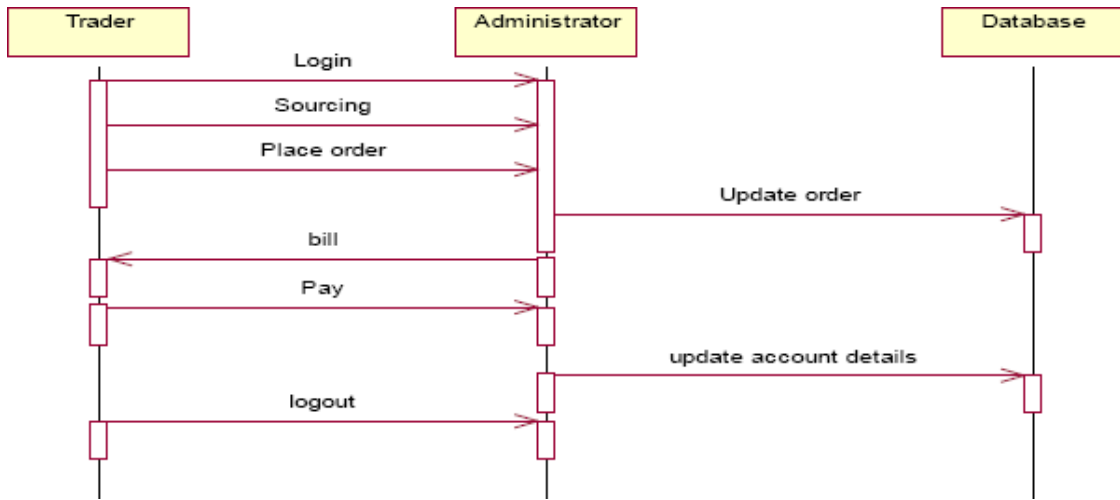 Trader
Administrator
Database
Login
Sourcing
Place order
Update order
bill
Pay
update account details
logout